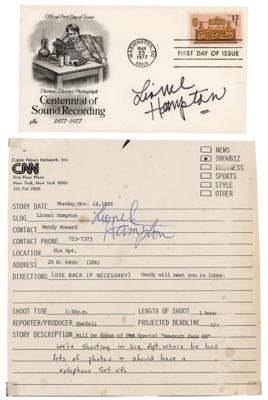 Official First Day of Issue
Thomas Edison's Phonograph
Centennial of
Sound Recording
1877-1977
WASHINGTON, DC
MAR
23
1977
13
FIRST DAY OF ISSUE
Lionel
Hampton
Cable News Network, Inc.
CNN
Five Penn Plaza
New York, New York 10001
212-714-7800
NEWS
SHOWBIZ
BUSINESS
SPORTS
STYLE
OTHER
STORY DATE Monday, Nov. 14, 1988
SLUG Lionel Hampton
Lionel
Hampton
CONTACT Wendy Howard
CONTACT PHONE 753-7373
LOCATION His Apt.
ADDRESS 20 W. 64th (28k)
DIRECTIONS (USE BACK IF NECESSARY) Wendy will meet you in lobby.
SHOOT TIME 1:30p.m. LENGTH OF SHOOT 1 hour
REPORTER/PRODUCER PROJECTED DEADLINE
STORY DESCRIPTION Will be focus of PNM Special "Newport Jazz
We're shooting in his Apt where he has
lots of photos + should have a
xylophone set up.